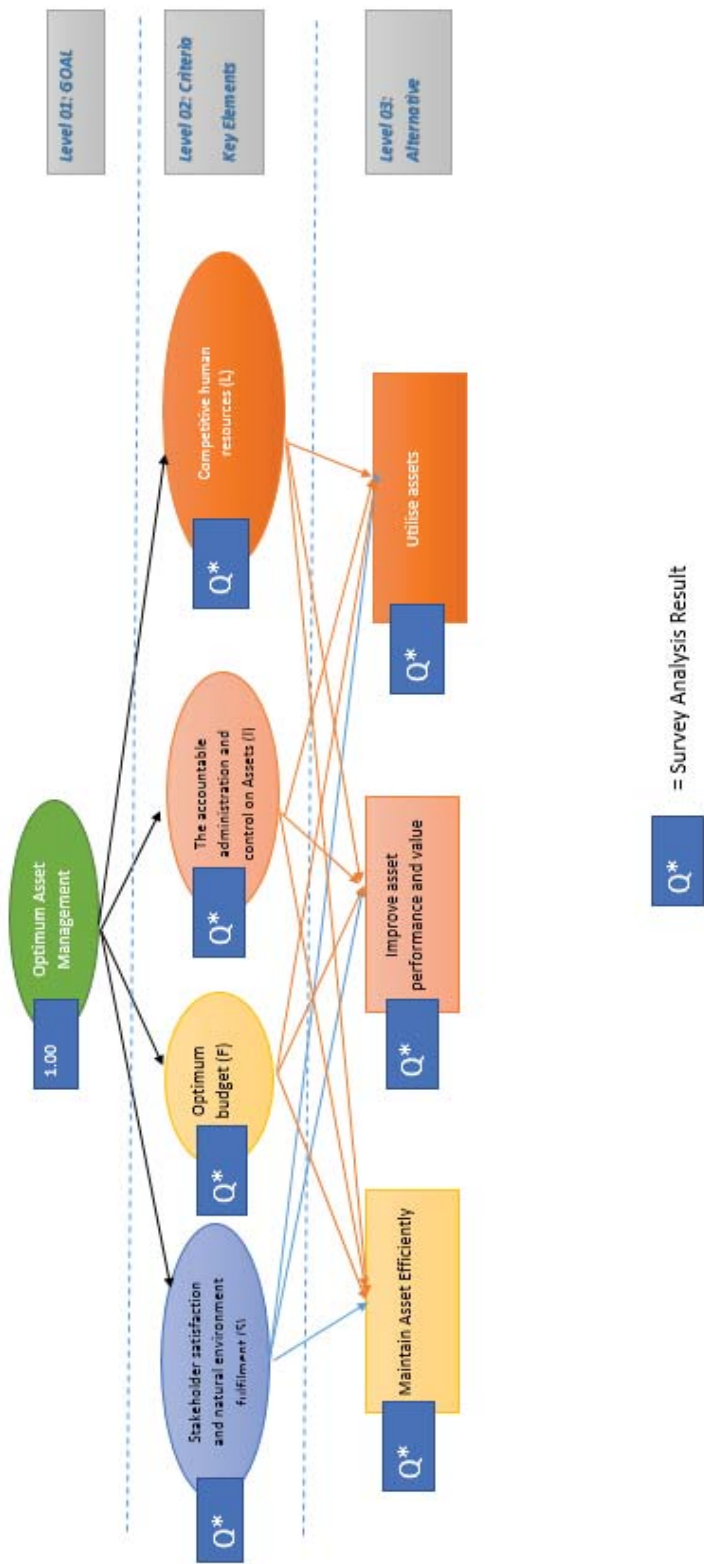 Level 01: GOAL
1.00
Optimum Asset
Management
Level 02: Criteria
Key Elements
Q*
Stakeholder satisfaction
and natural environment
fulfilment (S)
Q*
Optimum
budget (F)
Q*
The accountable
administration and
control on Assets (I)
Q*
Competitive human
resources (L)
Level 03:
Alternative
Q*
Maintain Asset Efficiently
Q*
Improve asset
performance and value
Q*
Utilise assets
Q*
= Survey Analysis Result